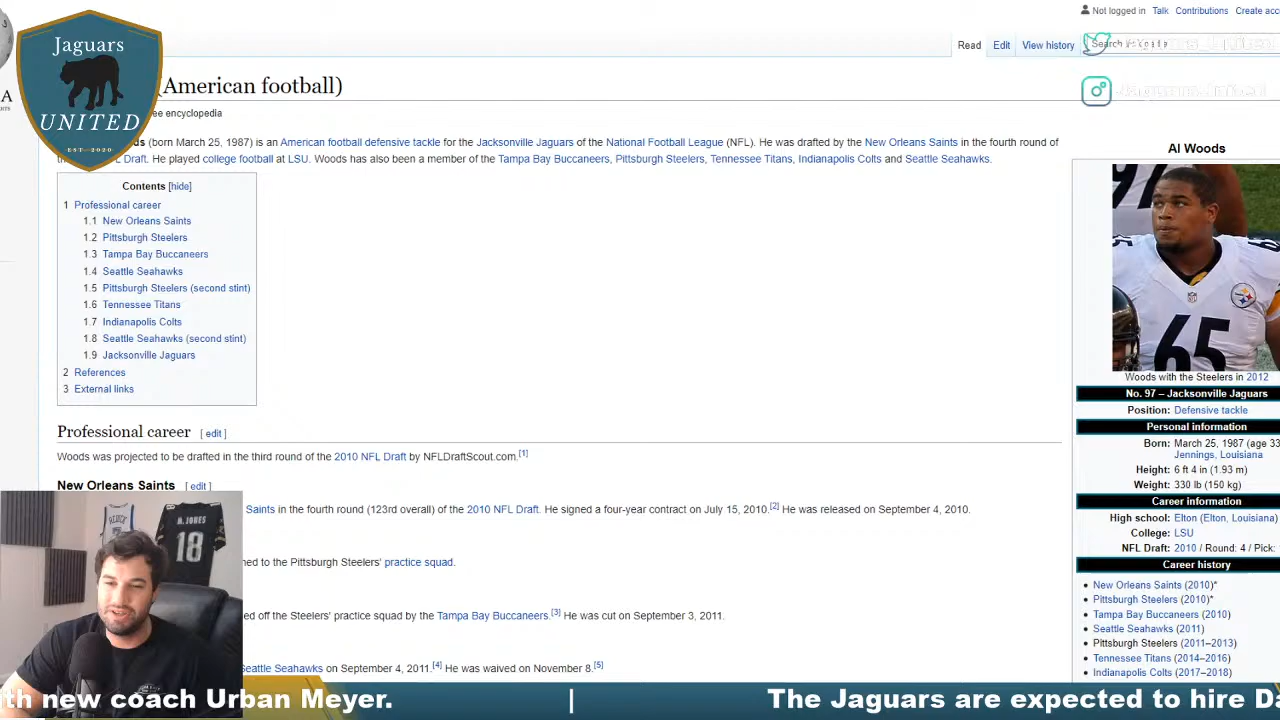 Not logged in Talk Contributions Create acc
Jaguars
UNITED
EST-2020
Read Edit View history
(American football)
ee encyclopedia
ds (born March 25, 1987) is an American football defensive tackle for the Jacksonville Jaguars of the National Football League (NFL). He was drafted by the New Orleans Saints in the fourth round of
L Draft. He played college football at LSU. Woods has also been a member of the Tampa Bay Buccaneers, Pittsburgh Steelers, Tennessee Titans, Indianapolis Colts and Seattle Seahawks.
Contents [hide]
1 Professional career
1.1 New Orleans Saints
1.2 Pittsburgh Steelers
1.3 Tampa Bay Buccaneers
1.4 Seattle Seahawks
1.5 Pittsburgh Steelers (second stint)
1.6 Tennessee Titans
1.7 Indianapolis Colts
1.8 Seattle Seahawks (second stint)
1.9 Jacksonville Jaguars
2 References
3 External links
Professional career [ edit ]
Woods was projected to be drafted in the third round of the 2010 NFL Draft by NFLDraftScout.com.[1]
New Orleans Saints [ edit ]
Saints in the fourth round (123rd overall) of the 2010 NFL Draft. He signed a four-year contract on July 15, 2010.[2] He was released on September 4, 2010.
ned to the Pittsburgh Steelers' practice squad.
ed off the Steelers' practice squad by the Tampa Bay Buccaneers.[3] He was cut on September 3, 2011.
Seattle Seahawks on September 4, 2011.[4] He was waived on November 8.[5]
Al Woods
65
Woods with the Steelers in 2012
No. 97 – Jacksonville Jaguars
Position: Defensive tackle
Personal information
Born: March 25, 1987 (age 33
Jennings, Louisiana
Height: 6 ft 4 in (1.93 m)
Weight: 330 lb (150 kg)
Career information
High school: Elton (Elton, Louisiana)
College: LSU
NFL Draft: 2010 / Round: 4 / Pick:
Career history
New Orleans Saints (2010)*
Pittsburgh Steelers (2010)*
Tampa Bay Buccaneers (2010)
Seattle Seahawks (2011)
Pittsburgh Steelers (2011–2013)
Tennessee Titans (2014–2016)
Indianapolis Colts (2017–2018)
M. JONES
18
ith new coach Urban Meyer. | The Jaguars are expected to hire Da